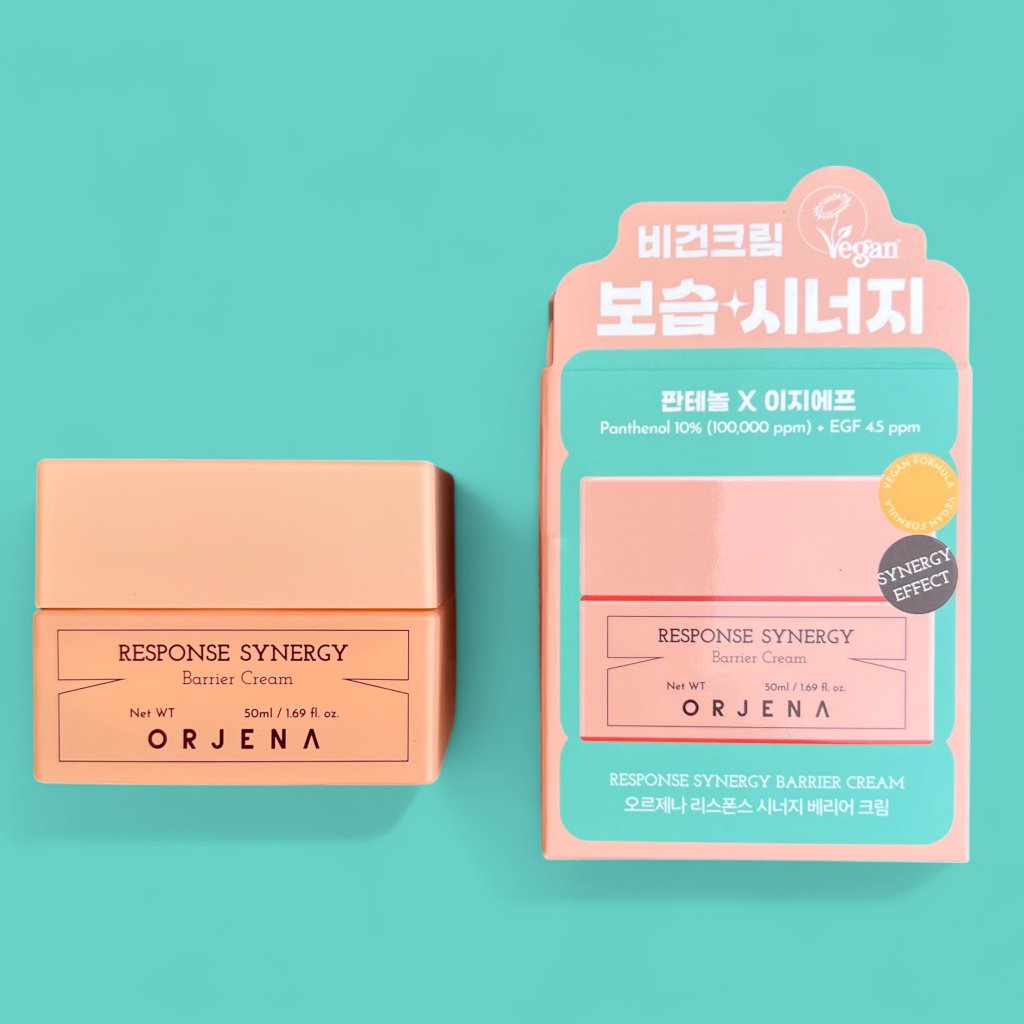 RESPONSE SYNERGY
Barrier Cream
Net WT 50ml / 1.69 fl. oz.
ORJENA
비건크림
Vegan
보습 시너지
판테놀 X 이지에프
Panthenol 10% (100,000 ppm) + EGF 4.5 ppm
VEGAN FORMULA VEGAN FORMULA
SYNERGY
EFFECT
RESPONSE SYNERGY
Barrier Cream
Net WT 50ml / 1.69 fl. oz.
ORJENA
RESPONSE SYNERGY BARRIER CREAM
오르제나 리스폰스 시너지 베리어 크림